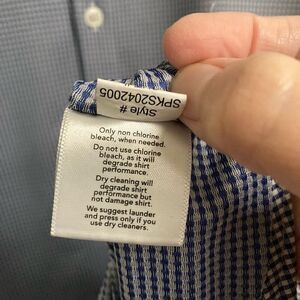 Style #
SPKS2042005
Only non chlorine
bleach, when needed.
Do not use chlorine
bleach, as it will
degrade shirt
performance.
Dry cleaning will
degrade shirt
performance but
not damage shirt.
We suggest launder
and press only if you
use dry cleaners.